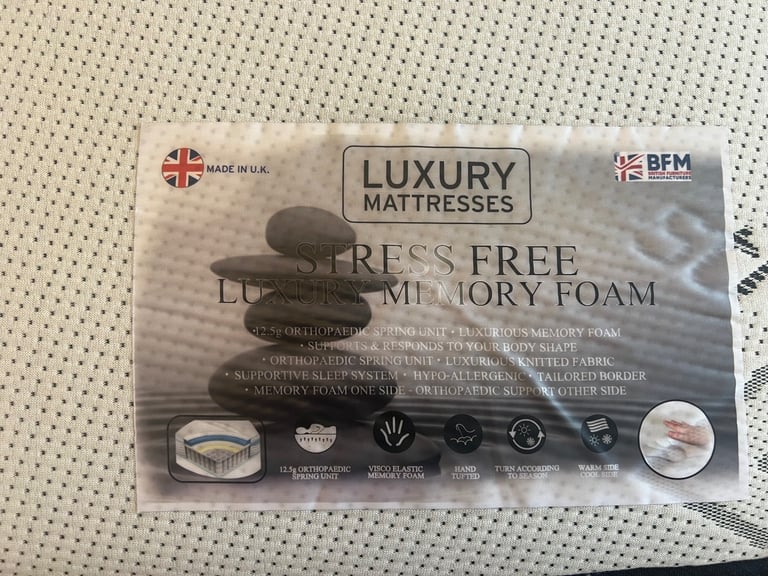 MADE IN U.K.
LUXURY
MATTRESSES
BFM
BRITISH FURNITURE
MANUFACTURERS
STRESS FREE
LUXURY MEMORY FOAM
• 12.5g ORTHOPAEDIC SPRING UNIT • LUXURIOUS MEMORY FOAM
• SUPPORTS & RESPONDS TO YOUR BODY SHAPE
• ORTHOPAEDIC SPRING UNIT • LUXURIOUS KNITTED FABRIC
• SUPPORTIVE SLEEP SYSTEM • HYPO-ALLERGENIC • TAILORED BORDER
• MEMORY FOAM ONE SIDE - ORTHOPAEDIC SUPPORT OTHER SIDE
12.5g ORTHOPAEDIC
SPRING UNIT
VISCO ELASTIC
MEMORY FOAM
HAND
TUFTED
TURN ACCORDING
TO SEASON
WARM SIDE
COOL SIDE